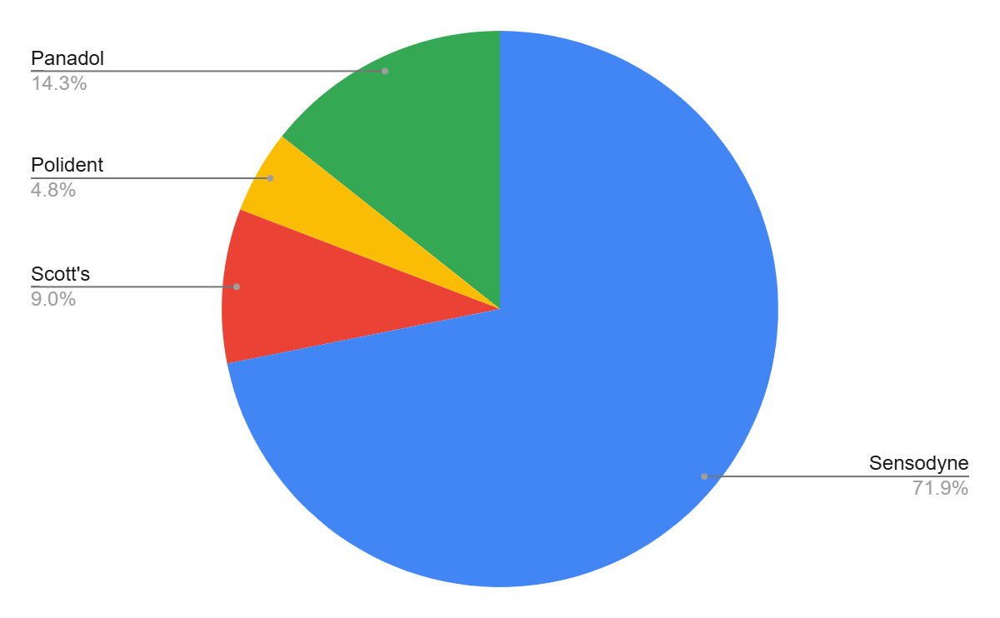 Panadol
14.3%
Polident
4.8%
Scott's
9.0%
Sensodyne
71.9%